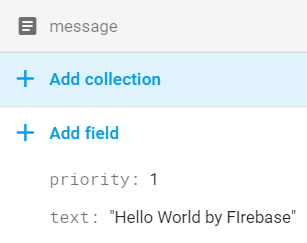 message
Add collection
Add field
priority: 1
text: "Hello World by FIrebase"